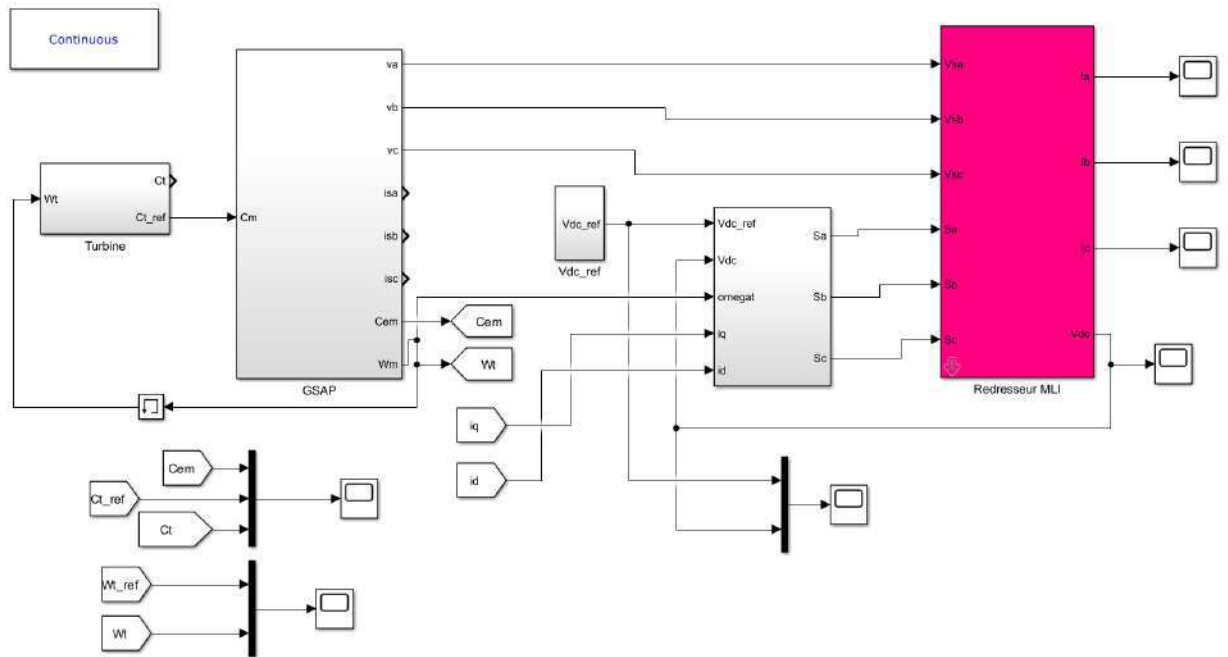 Continuous
Wt
Ct
Ct_ref
Turbine
Cm
va
vb
vc
isa
isb
isc
Cem
Wm
GSAP
Cem
Wt
Vdc_ref
Vdc_ref
Vdc_ref
Vdc
omegat
iq
id
Sa
Sb
Sc
iq
id
Vsa
Vsb
Vsc
Sa
Sb
Sc
Ia
Ib
Ic
Vdc
Redresseur MLI
Cem
Ct_ref
Ct
Wt_ref
Wt